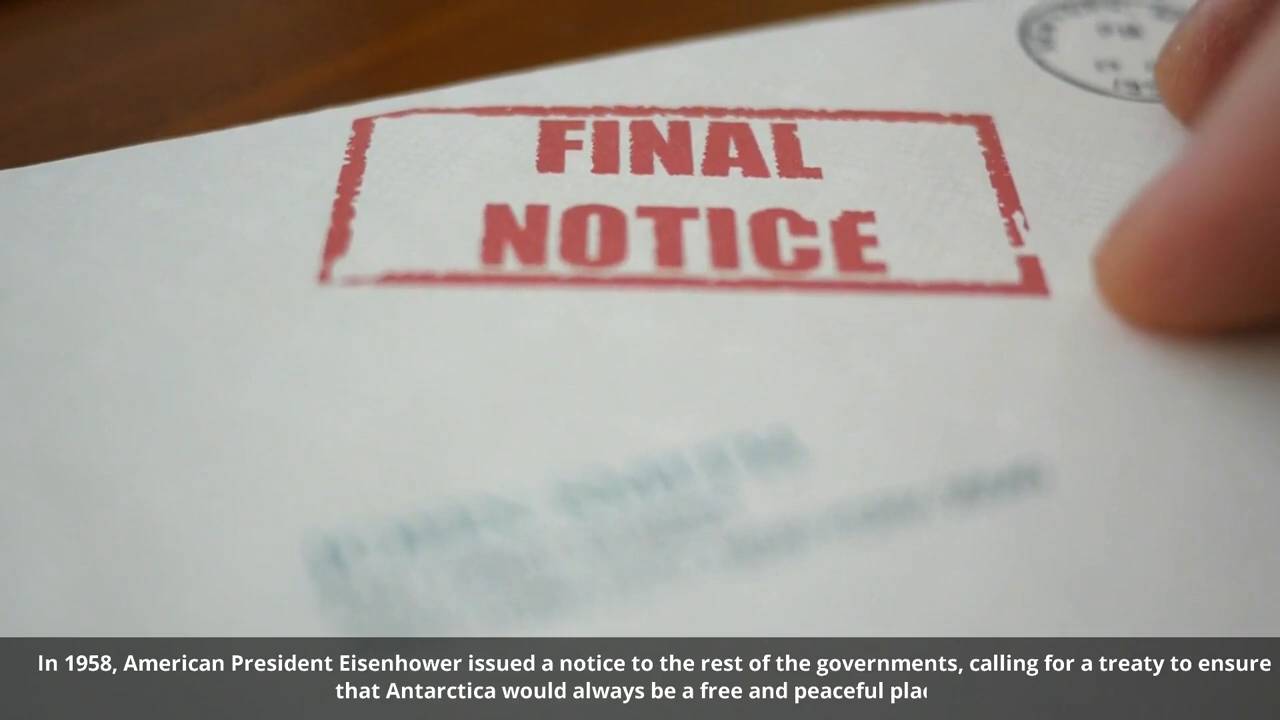 FINAL
NOTICE
In 1958, American President Eisenhower issued a notice to the rest of the governments, calling for a treaty to ensure
that Antarctica would always be a free and peaceful plac